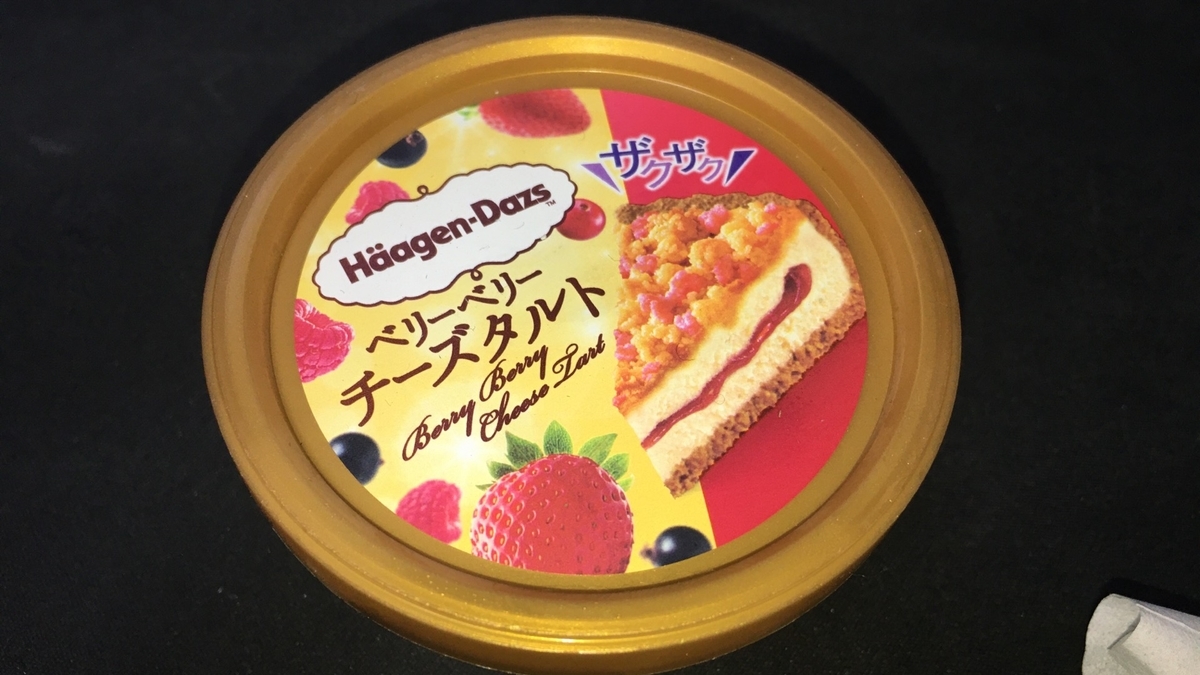 Häagen-Dazs™
ベリーベリー
チーズタルト
Berry Berry
Cheese Tart
ザクザク